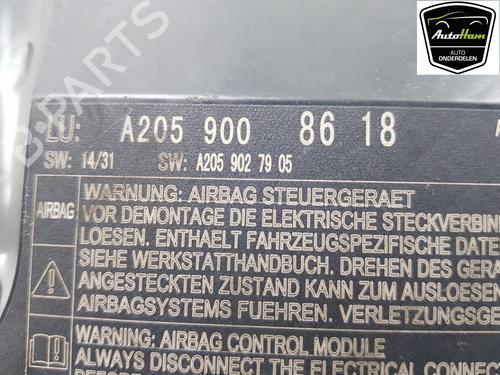 AutoHam
AUTO
ONDERDELEN
B-PARTS
LU: A205 900 86 18
SW: 14/31 SW: A205 902 79 05
WARNUNG: AIRBAG STEUERGERAET
AIRBAG VOR DEMONTAGE DIE ELEKTRISCHE STECKVERBIN
LOESEN. ENTHAELT FAHRZEUGSPEZIFISCHE DATE
SIEHE WERKSTATTHANDBUCH. DREHEN DES GERA
ANGESTECKTEN ZUSTAND KANN ZUM AUSLOESEN
AIRBAGSYSTEMS FUEHREN. VERLETZUNGSGE
WARNING: AIRBAG CONTROL MODULE
ALWAYS DISCONNECT THE ELECTRICAL CONNEC
BEFORE